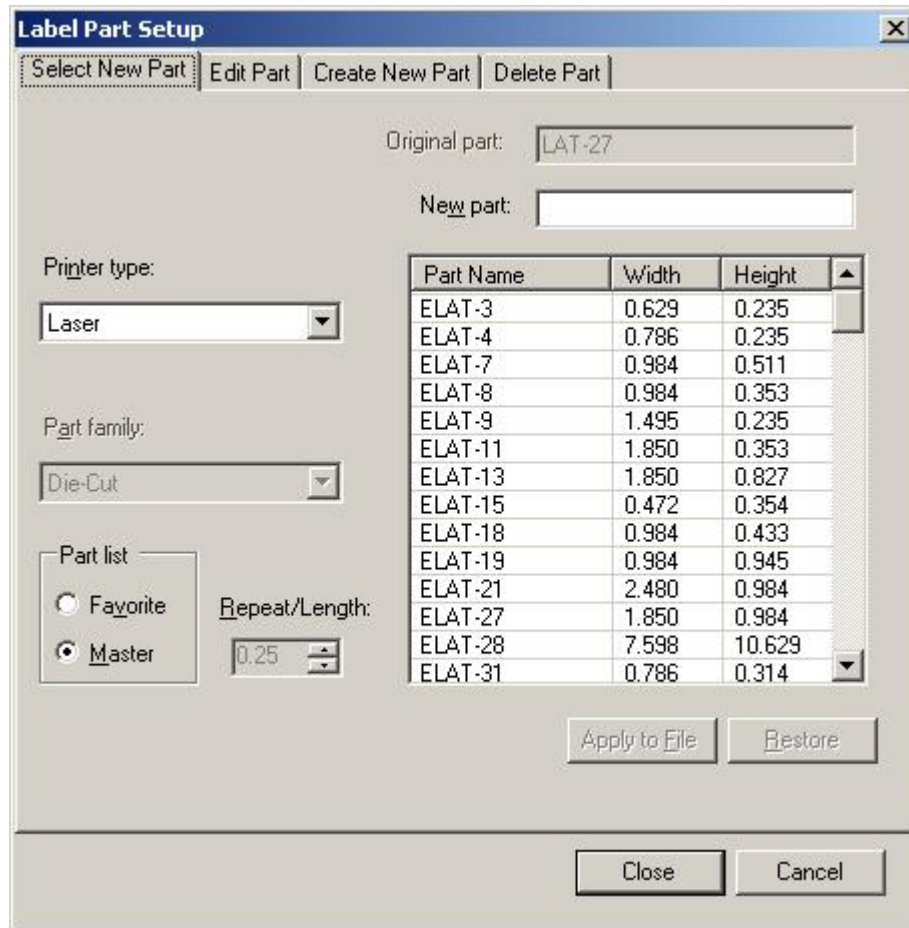 Label Part Setup
Select New Part Edit Part Create New Part Delete Part
Original part: LAT-27
New part:
Printer type:
Laser
Part family:
Die-Cut
Part list
Favorite
Master
Repeat/Length:
0.25
Part Name Width Height
ELAT-3 0.629 0.235
ELAT-4 0.786 0.235
ELAT-7 0.984 0.511
ELAT-8 0.984 0.353
ELAT-9 1.495 0.235
ELAT-11 1.850 0.353
ELAT-13 1.850 0.827
ELAT-15 0.472 0.354
ELAT-18 0.984 0.433
ELAT-19 0.984 0.945
ELAT-21 2.480 0.984
ELAT-27 1.850 0.984
ELAT-28 7.598 10.629
ELAT-31 0.786 0.314
Apply to File Restore
Close Cancel